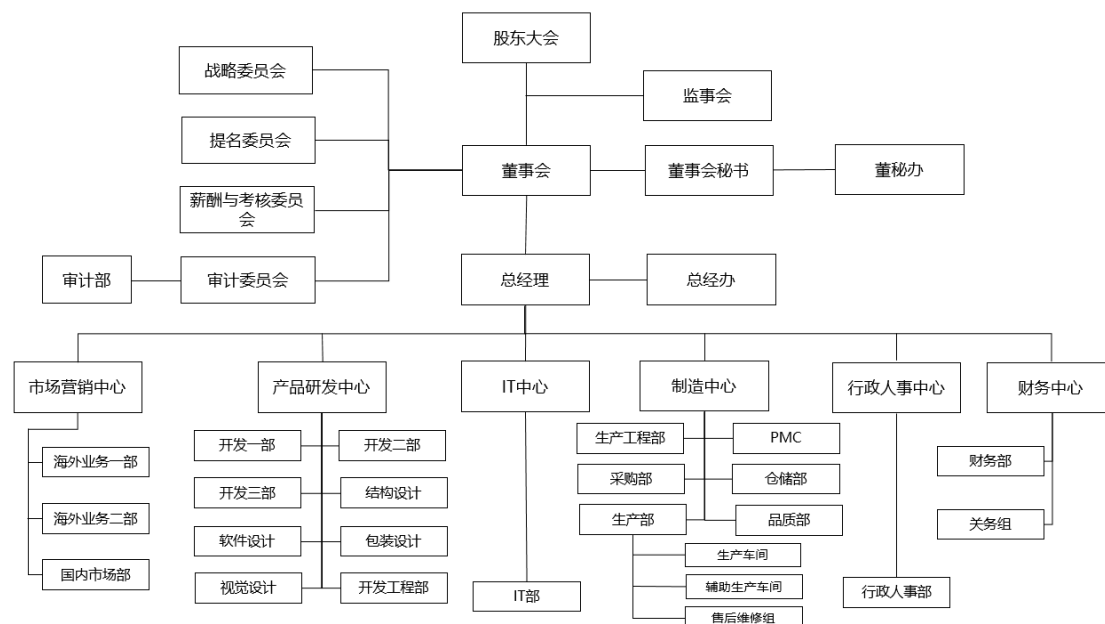 股东大会
战略委员会
监事会
提名委员会
董事会
董事会秘书
董秘办
薪酬与考核委员
会
审计部
审计委员会
总经理
总经办
市场营销中心
产品研发中心
IT中心
制造中心
行政人事中心
财务中心
海外业务一部
海外业务二部
国内市场部
开发一部
开发二部
开发三部
结构设计
软件设计
包装设计
视觉设计
开发工程部
IT部
生产工程部
PMC
采购部
仓储部
生产部
品质部
生产车间
辅助生产车间
售后维修组
行政人事部
财务部
关务组